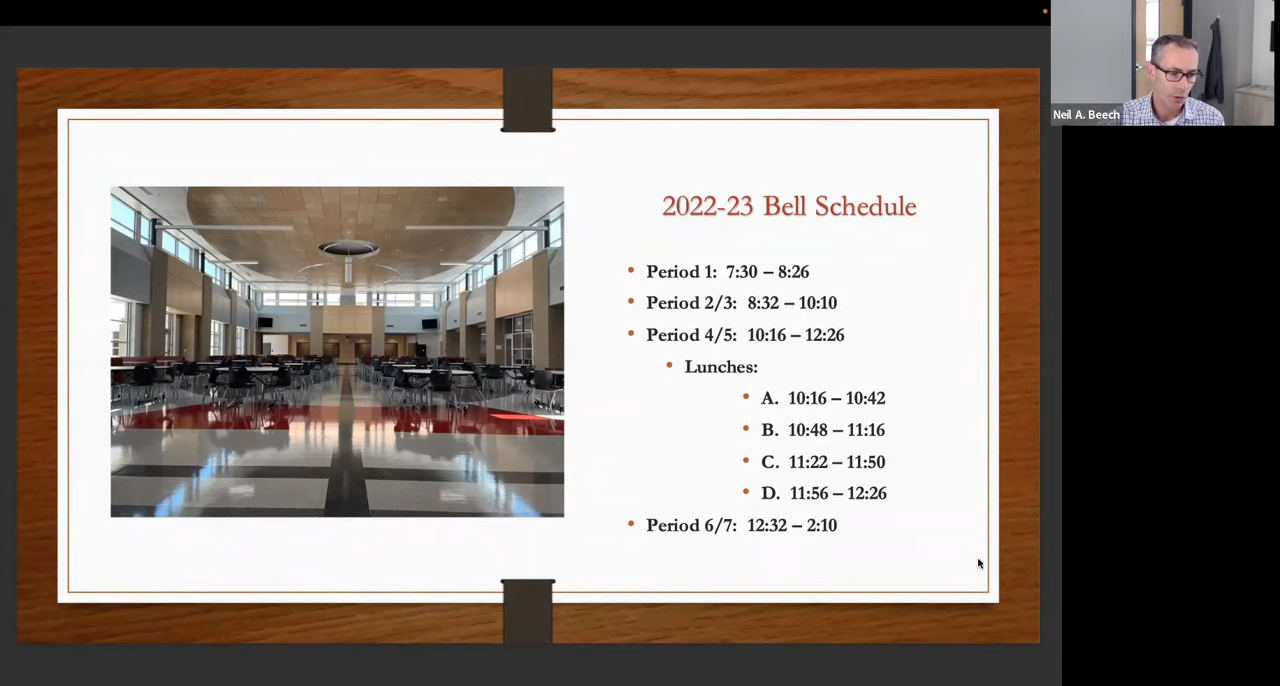 Neil A. Beech
2022-23 Bell Schedule
• Period 1: 7:30 – 8:26
• Period 2/3: 8:32 – 10:10
• Period 4/5: 10:16 – 12:26
• Lunches:
• A. 10:16 – 10:42
• B. 10:48 – 11:16
• C. 11:22 – 11:50
• D. 11:56 – 12:26
• Period 6/7: 12:32 – 2:10